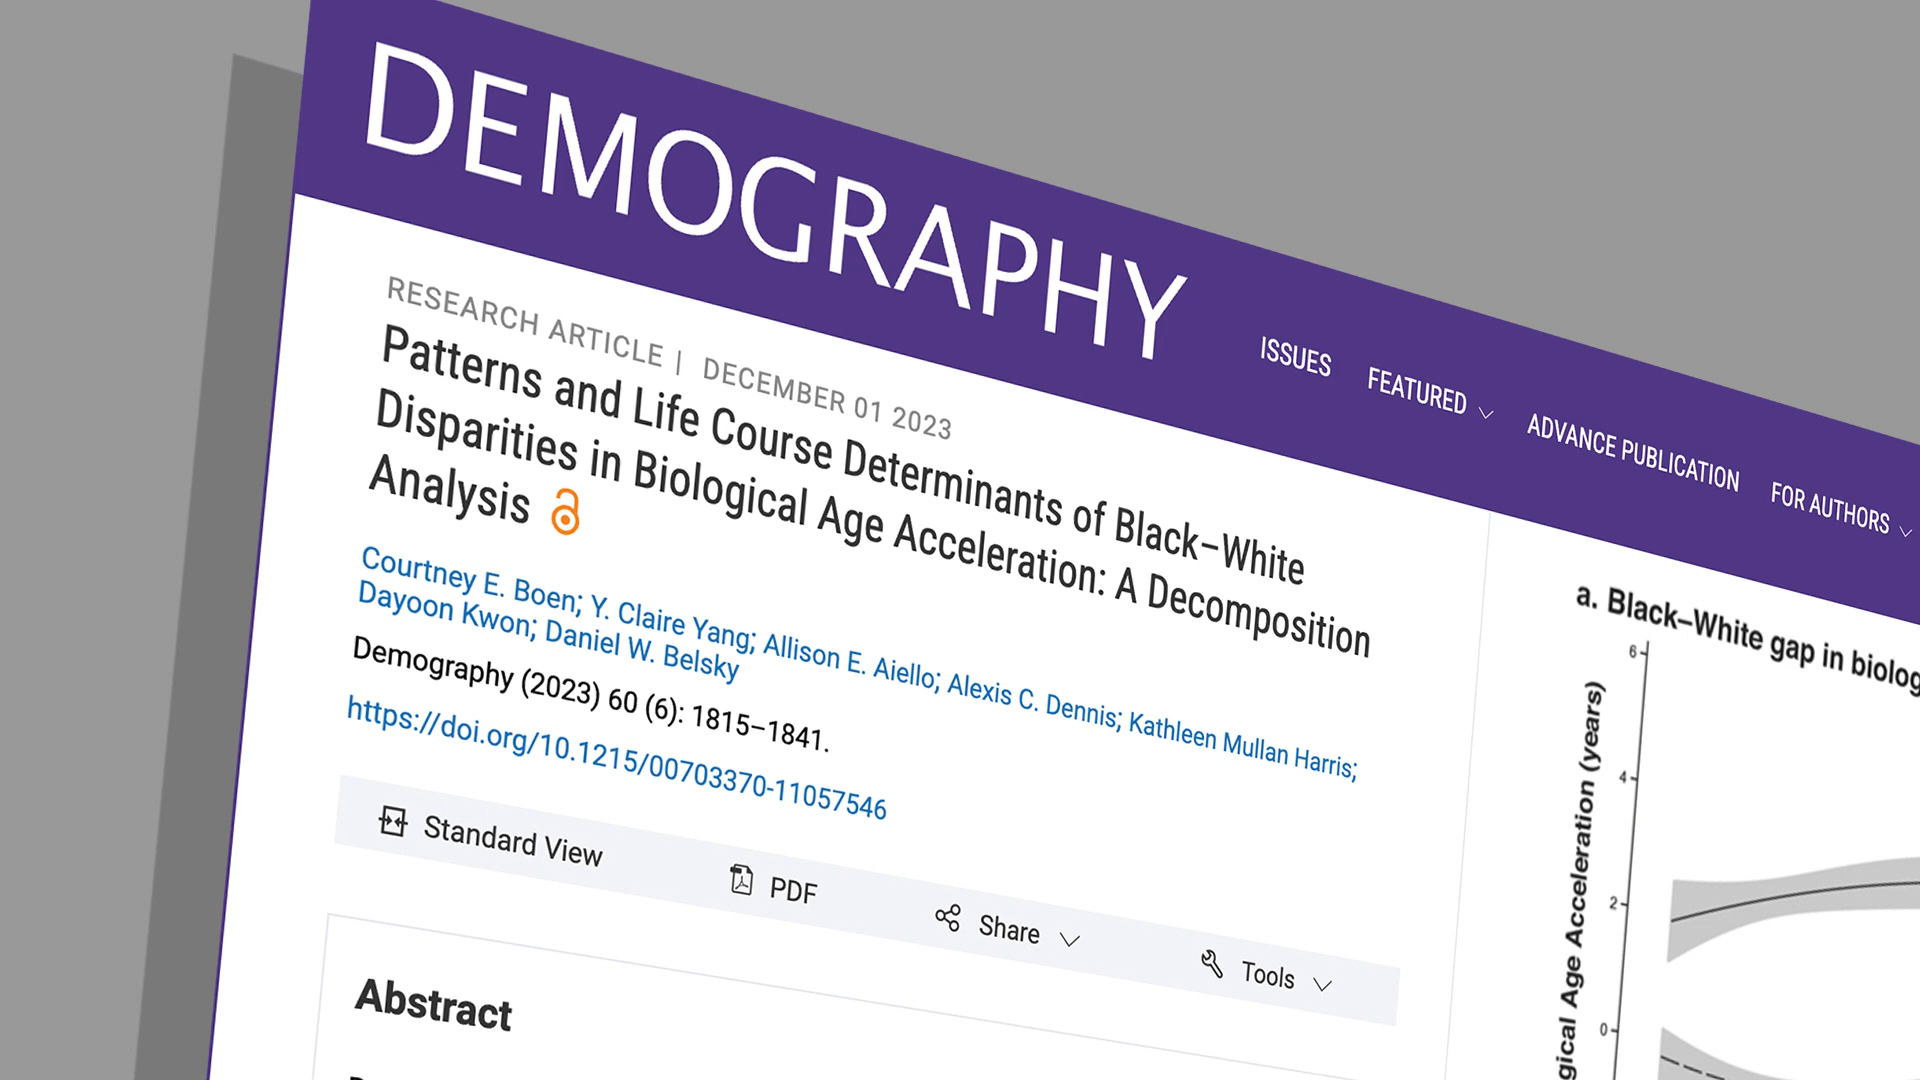 DEMOGRAPHY
ISSUES
FEATURED
ADVANCE PUBLICATION
FOR AUTHORS
RESEARCH ARTICLE | DECEMBER 01 2023
Patterns and Life Course Determinants of Black–White
Disparities in Biological Age Acceleration: A Decomposition
Analysis
Courtney E. Boen; Y. Claire Yang; Allison E. Aiello; Alexis C. Dennis; Kathleen Mullan Harris;
Dayoon Kwon; Daniel W. Belsky
Demography (2023) 60 (6): 1815–1841.
https://doi.org/10.1215/00703370-11057546
Standard View
PDF
Share
Tools
Abstract
a. Black–White gap in biolog
gical Age Acceleration (years)
6
4
2
0